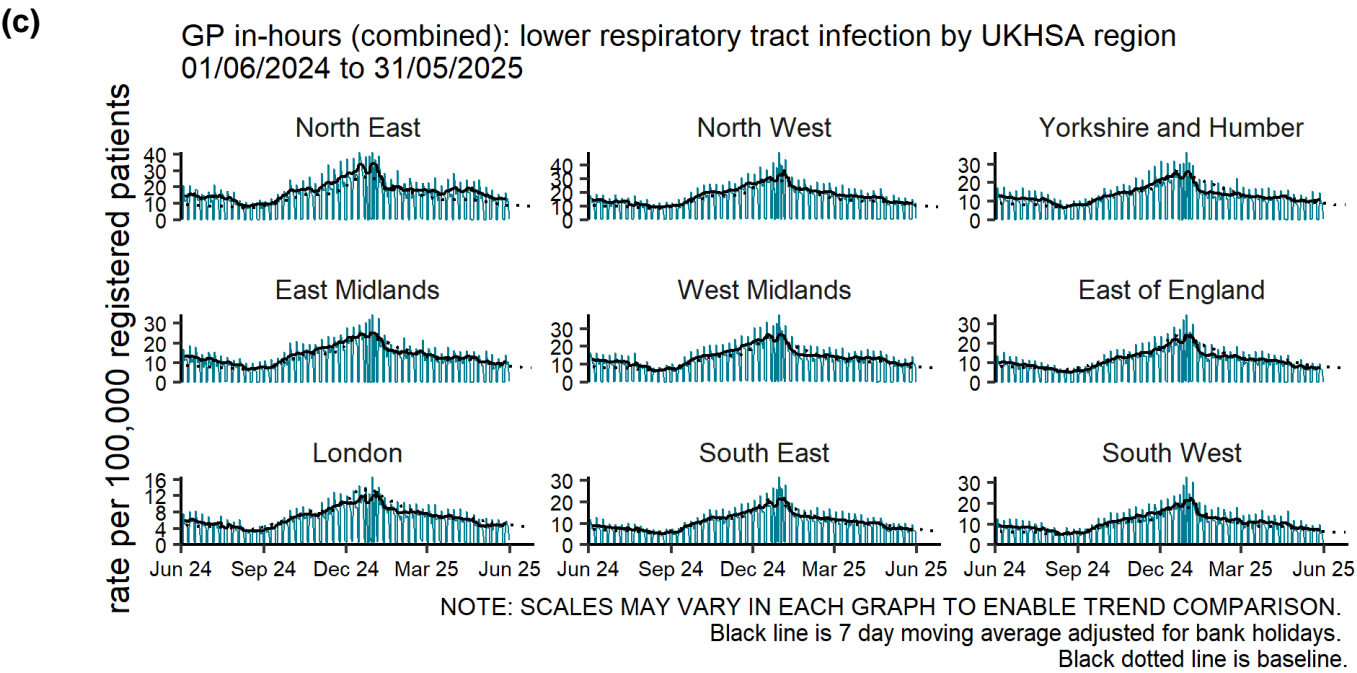 (c)
GP in-hours (combined): lower respiratory tract infection by UKHSA region
01/06/2024 to 31/05/2025
rate per 100,000 registered patients
North East
North West
Yorkshire and Humber
40
30
20
10
0
40
30
20
10
0
30
20
10
0
East Midlands
West Midlands
East of England
30
20
10
0
30
20
10
0
30
20
10
0
London
South East
South West
16
12
8
4
0
30
20
10
0
30
20
10
0
Jun 24 Sep 24 Dec 24 Mar 25 Jun 25
Jun 24 Sep 24 Dec 24 Mar 25 Jun 25
Jun 24 Sep 24 Dec 24 Mar 25 Jun 25
NOTE: SCALES MAY VARY IN EACH GRAPH TO ENABLE TREND COMPARISON.
Black line is 7 day moving average adjusted for bank holidays.
Black dotted line is baseline.